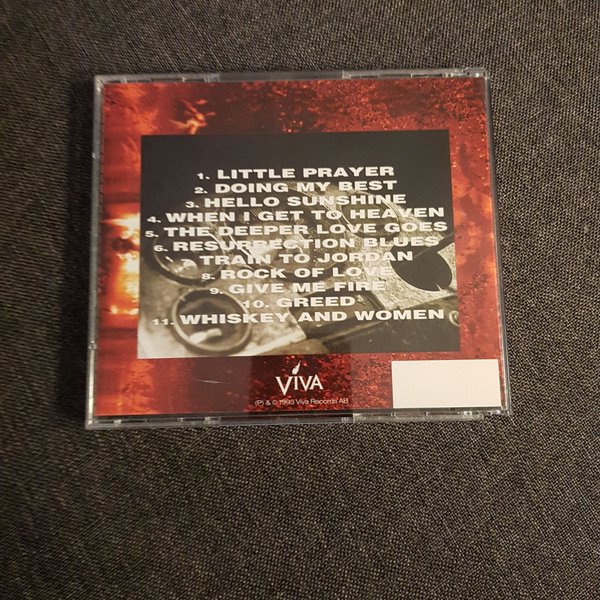 1. LITTLE PRAYER
2. DOING MY BEST
3. HELLO SUNSHINE
4. WHEN I GET TO HEAVEN
5. THE DEEPER LOVE GOES
6. RESURRECTION BLUES
TRAIN TO JORDAN
8. ROCK OF LOVE
9. GIVE ME FIRE
10. GREED
11. WHISKEY AND WOMEN
VIVA
(P) & © 1993 Viva Records AB